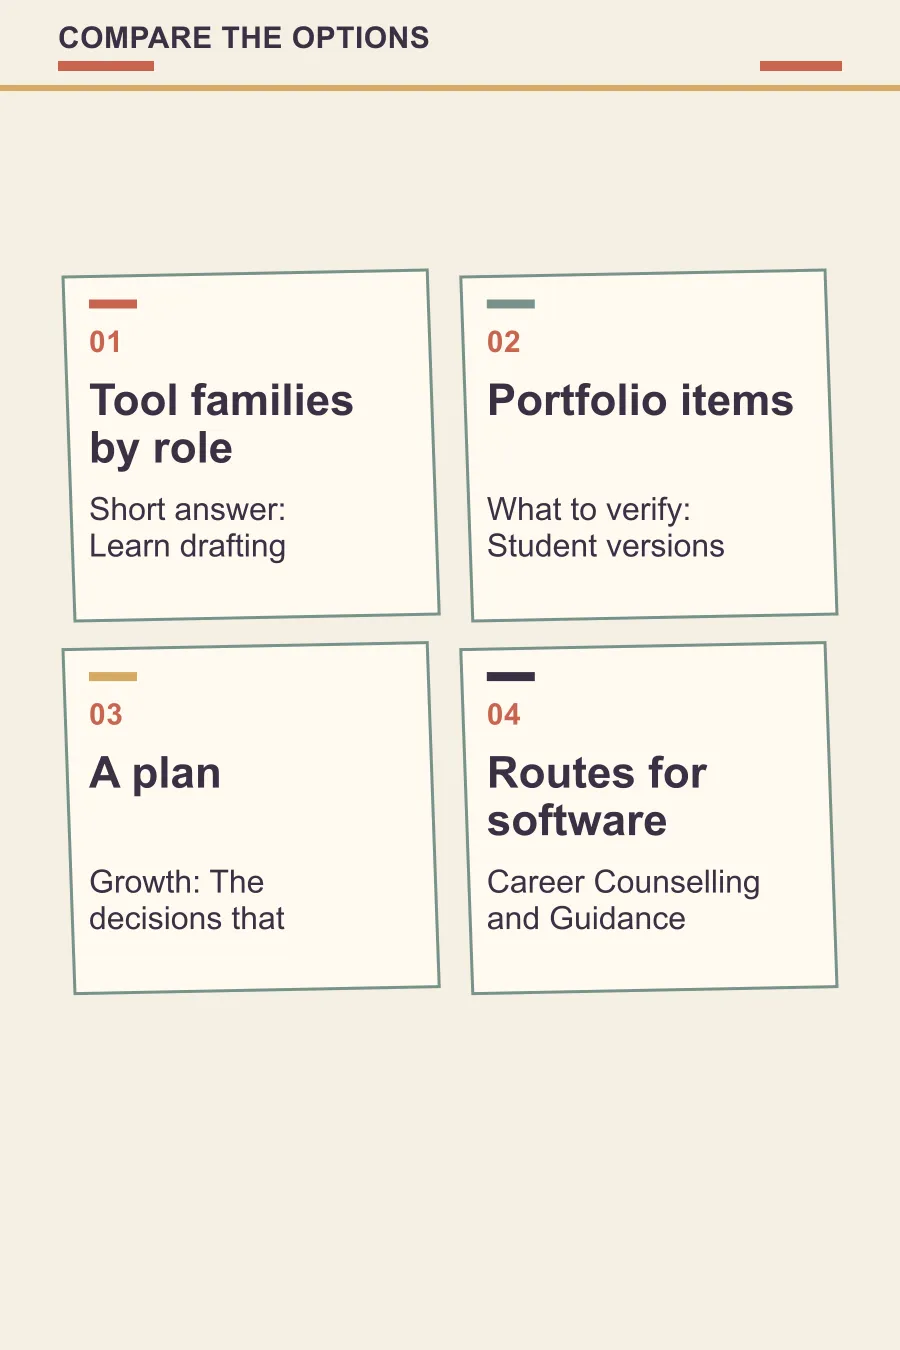 COMPARE THE OPTIONS
01
Tool families
by role
Short answer:
Learn drafting
02
Portfolio items
What to verify:
Student versions
03
A plan
Growth: The
decisions that
04
Routes for
software
Career Counselling
and Guidance